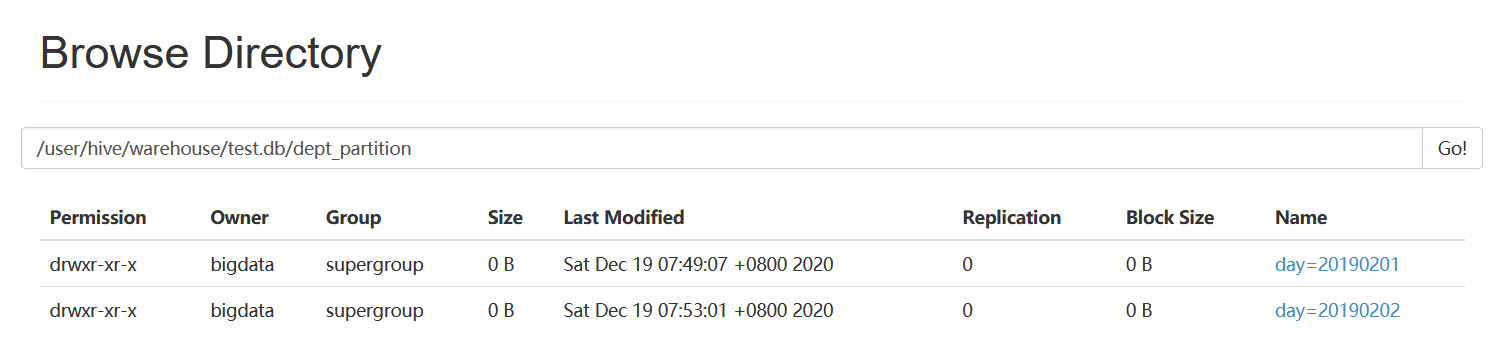 Browse Directory
/user/hive/warehouse/test.db/dept_partition Go!
Permission Owner Group Size Last Modified Replication Block Size Name
drwxr-xr-x bigdata supergroup 0 B Sat Dec 19 07:49:07 +0800 2020 0 0 B day=20190201
drwxr-xr-x bigdata supergroup 0 B Sat Dec 19 07:53:01 +0800 2020 0 0 B day=20190202